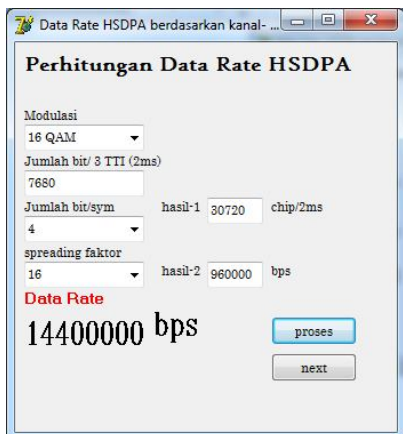 Data Rate HSDPA berdasarkan kanal- ...
Perhitungan Data Rate HSDPA
Modulasi
16 QAM
Jumlah bit/ 3 TTI (2ms)
7680
Jumlah bit/sym hasil-1 30720 chip/2ms
4
spreading faktor
16 hasil-2 960000 bps
Data Rate
14400000 bps
proses
next